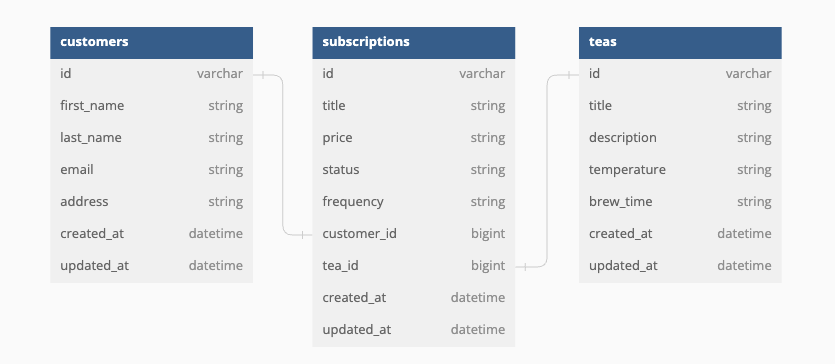 customers
id varchar
first_name string
last_name string
email string
address string
created_at datetime
updated_at datetime
subscriptions
id varchar
title string
price string
status string
frequency string
customer_id bigint
tea_id bigint
created_at datetime
updated_at datetime
teas
id varchar
title string
description string
temperature string
brew_time string
created_at datetime
updated_at datetime